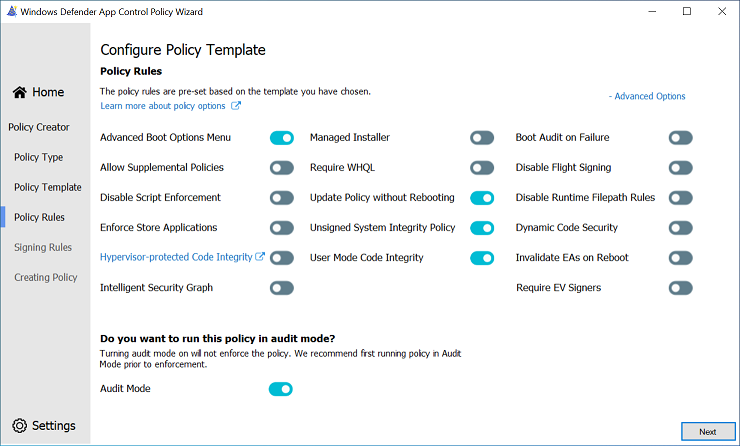 Windows Defender App Control Policy Wizard
Configure Policy Template
Policy Rules
The policy rules are pre-set based on the template you have chosen.
Learn more about policy options
- Advanced Options
Home
Policy Creator
Policy Type
Policy Template
Policy Rules
Signing Rules
Creating Policy
Settings
Advanced Boot Options Menu
Allow Supplemental Policies
Disable Script Enforcement
Enforce Store Applications
Hypervisor-protected Code Integrity
Intelligent Security Graph
Managed Installer
Require WHQL
Update Policy without Rebooting
Unsigned System Integrity Policy
User Mode Code Integrity
Boot Audit on Failure
Disable Flight Signing
Disable Runtime Filepath Rules
Dynamic Code Security
Invalidate EAs on Reboot
Require EV Signers
Do you want to run this policy in audit mode?
Turning audit mode on will not enforce the policy. We recommend first running policy in Audit
Mode prior to enforcement.
Audit Mode
Next